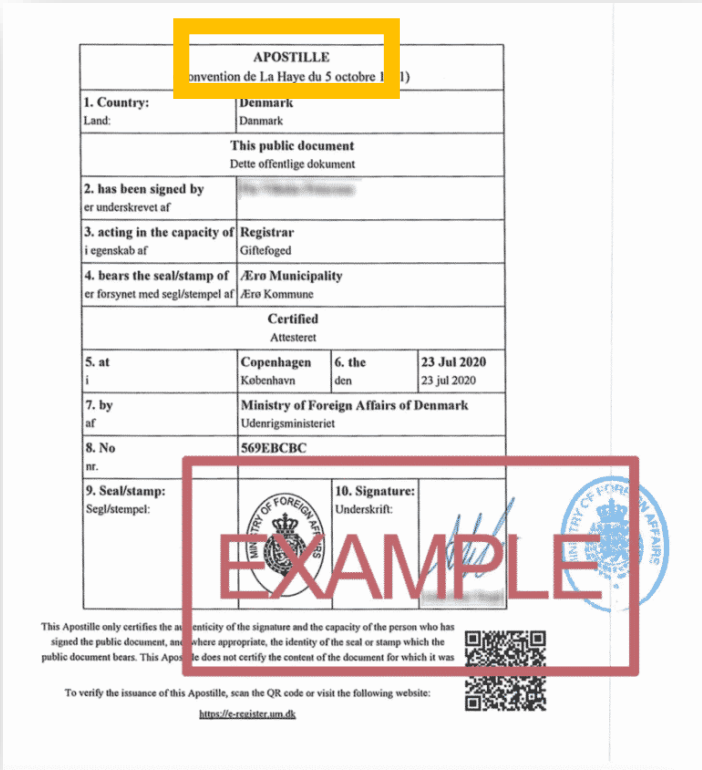 APOSTILLE
onvention de La Haye du 5 octobre 1 1)
1. Country: Denmark
Land: Danmark
This public document
Dette offentlige dokument
2. has been signed by
er underskrevet af
3. acting in the capacity of Registrar
i egenskab af Giftefoged
4. bears the seal/stamp of Ærø Municipality
er forsynet med segl/stempel af Ærø Kommune
Certified
Attesteret
5. at Copenhagen 6. the 23 Jul 2020
i København den 23 jul 2020
7. by Ministry of Foreign Affairs of Denmark
af Udenrigsministeriet
8. No 569EBCBC
nr.
9. Seal/stamp: 10. Signature:
Segl/stempel: Underskrift:
MINISTRY OF FOREIGN AFFAIRS
MINISTRY OF FOREIGN AFFAIRS
EXAMPLE
This Apostille only certifies the authenticity of the signature and the capacity of the person who has
signed the public document, and where appropriate, the identity of the seal or stamp which the
public document bears. This Apostille does not certify the content of the document for which it was
To verify the issuance of this Apostille, scan the QR code or visit the following website:
https://e-register.um.dk